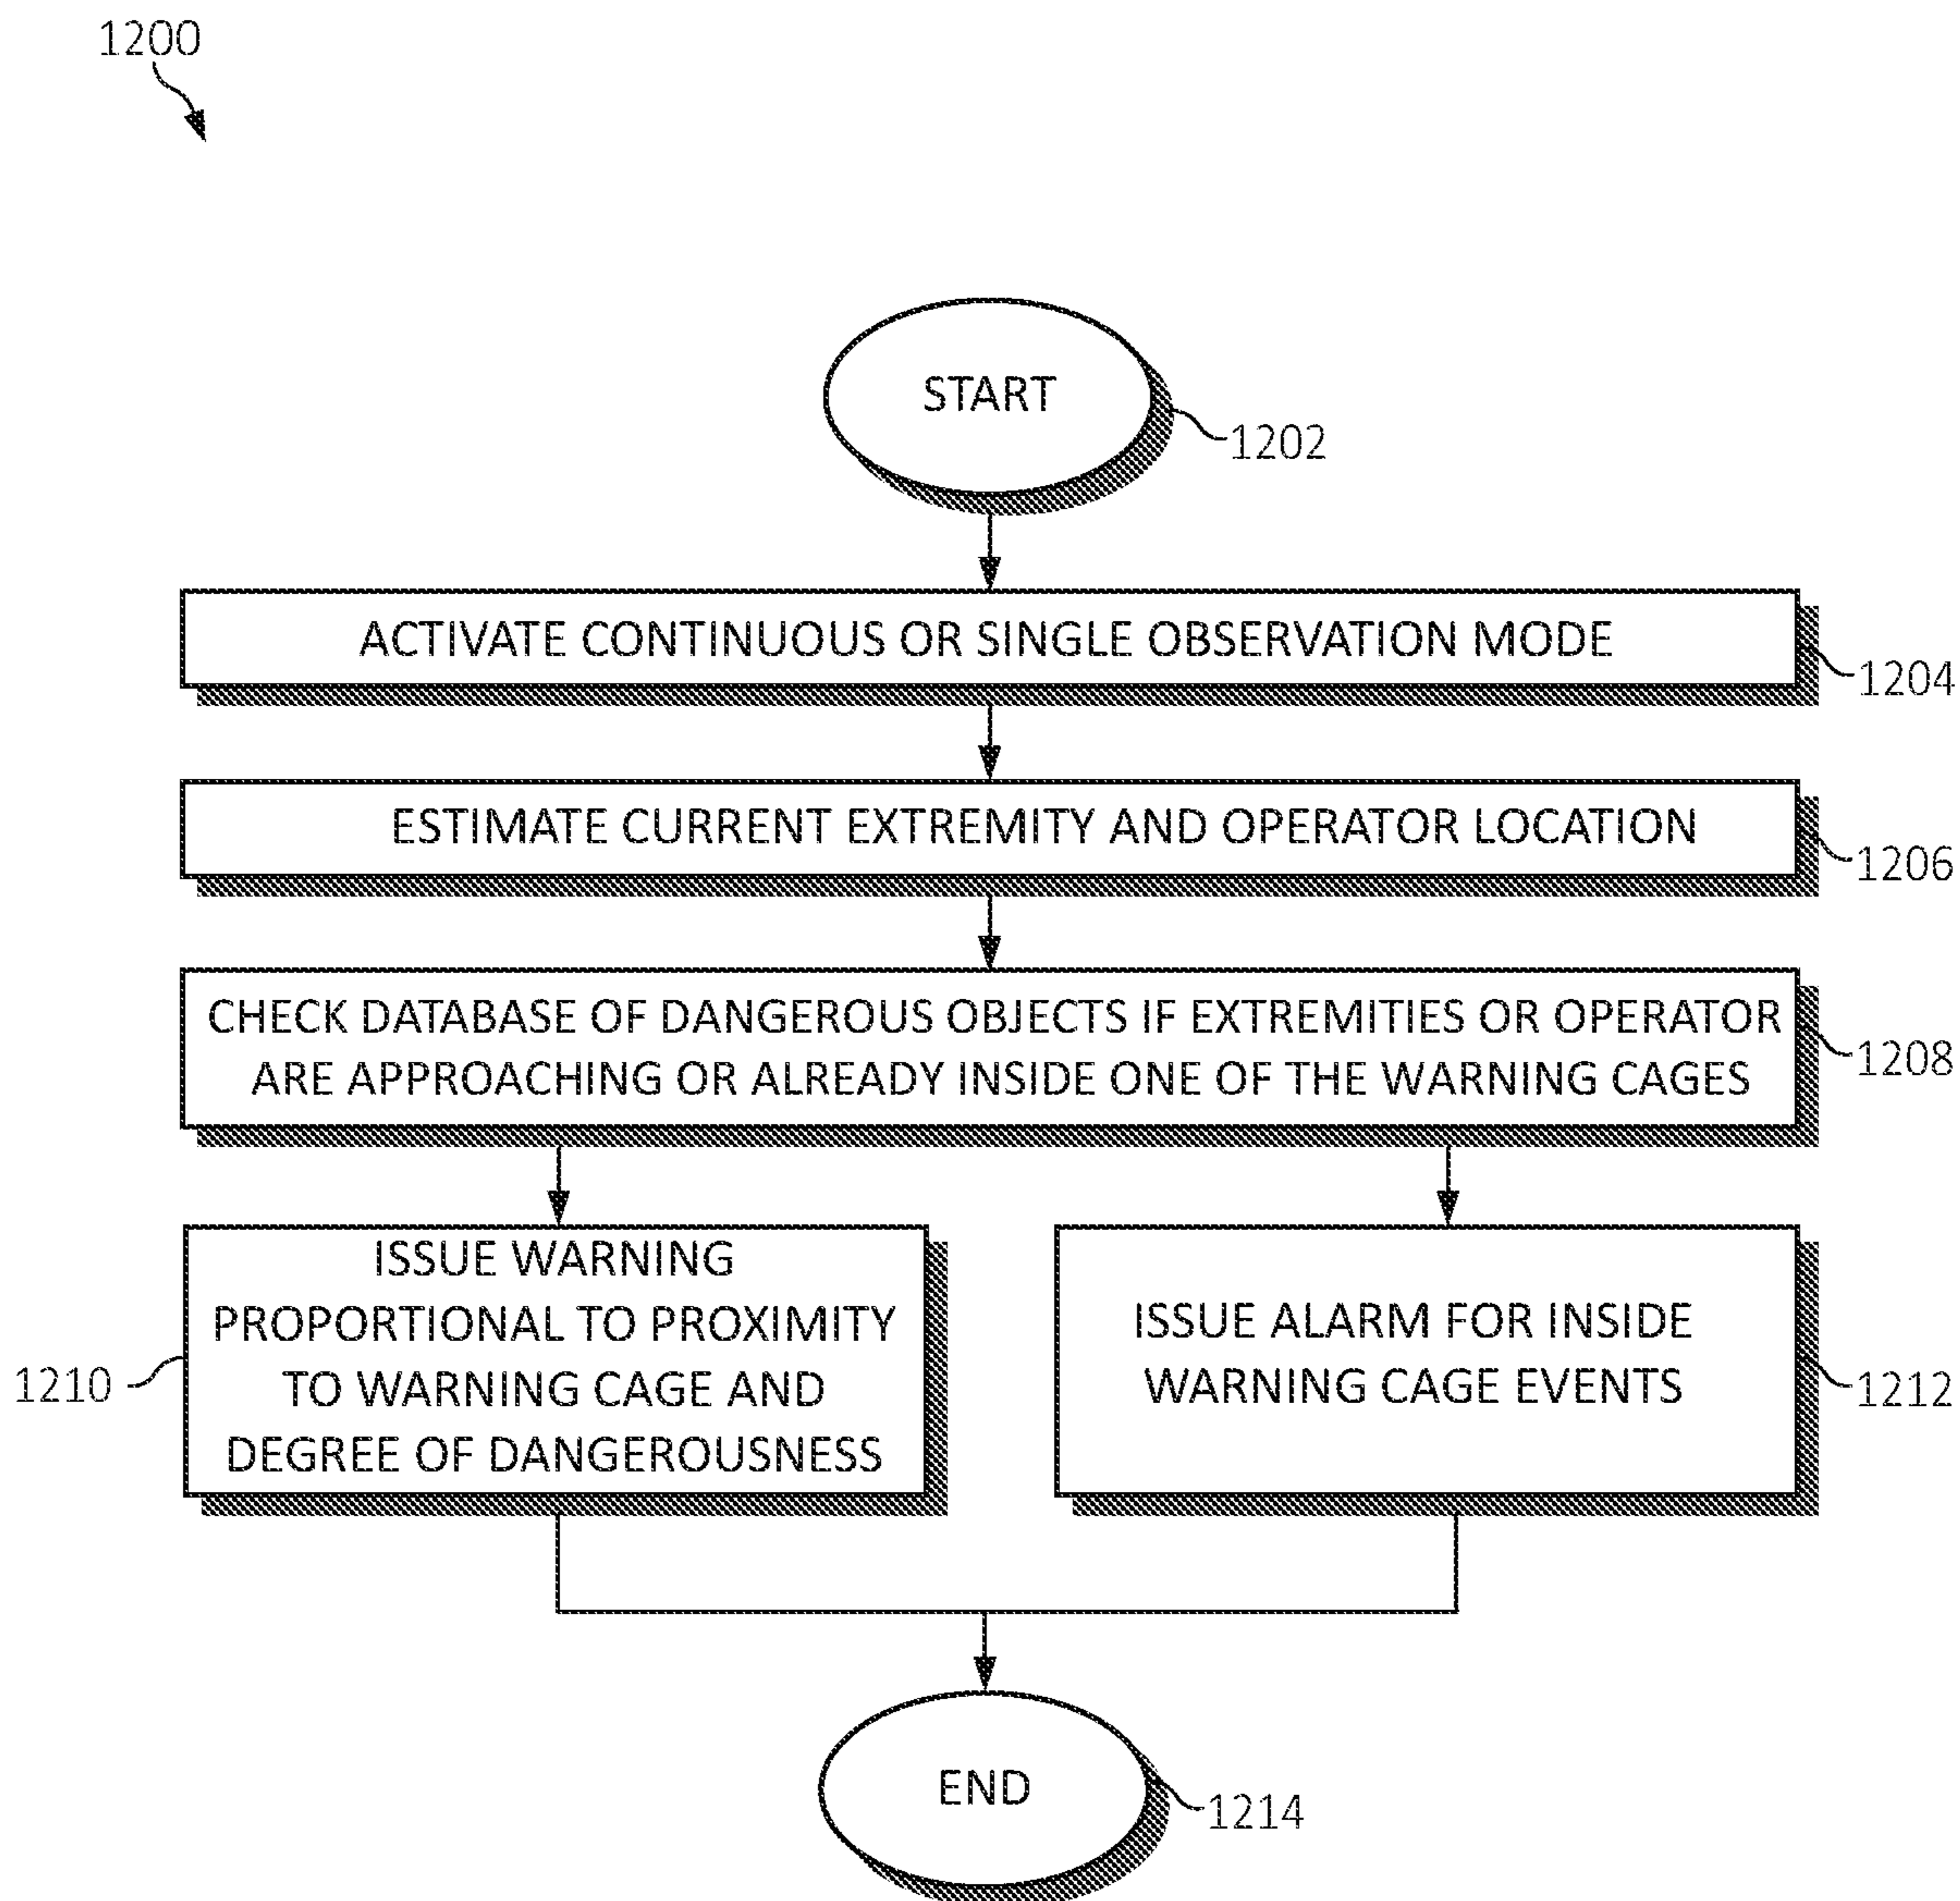 1200
START
1202
ACTIVATE CONTINUOUS OR SINGLE OBSERVATION MODE
1204
ESTIMATE CURRENT EXTREMITY AND OPERATOR LOCATION
1206
CHECK DATABASE OF DANGEROUS OBJECTS IF EXTREMITIES OR OPERATOR
ARE APPROACHING OR ALREADY INSIDE ONE OF THE WARNING CAGES
1208
ISSUE WARNING
PROPORTIONAL TO PROXIMITY
TO WARNING CAGE AND
DEGREE OF DANGEROUSNESS
1210
ISSUE ALARM FOR INSIDE
WARNING CAGE EVENTS
1212
END
1214